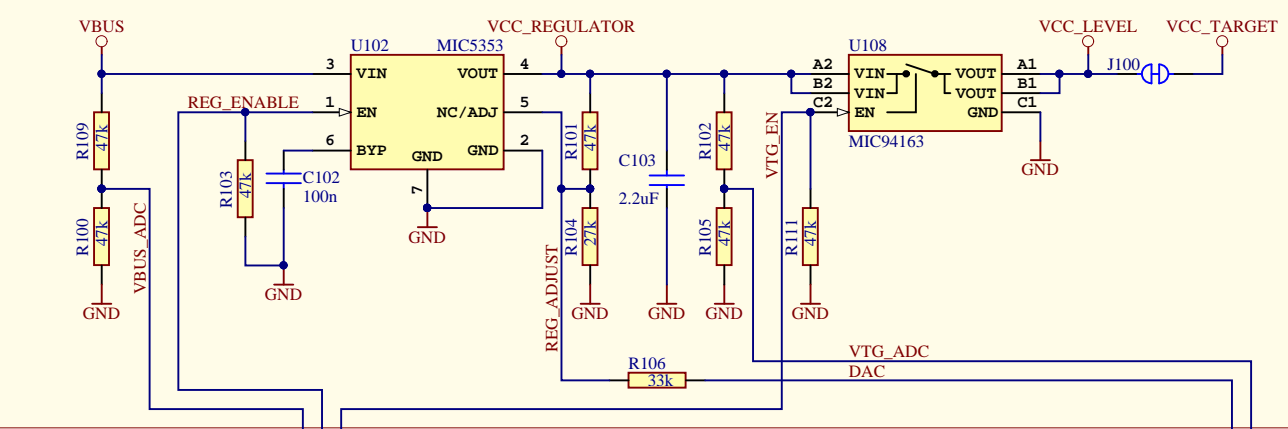 VBUS
VCC_REGULATOR
VCC_LEVEL
VCC_TARGET
U102
MIC5353
U108
3
VIN
VOUT
4
A2
VIN
VOUT
A1
J100
B2
VIN
VOUT
B1
REG_ENABLE
1
EN
NC/ADJ
5
C2
EN
GND
C1
6
BYP
GND
GND
2
7
MIC94163
R109
47k
R103
47k
C102
100n
R101
47k
C103
2.2uF
R102
47k
VTG_EN
GND
R100
47k
VBUS_ADC
GND
R104
27k
R105
47k
R111
47k
REG_ADJUST
GND
GND
GND
GND
GND
GND
R106
33k
VTG_ADC
DAC